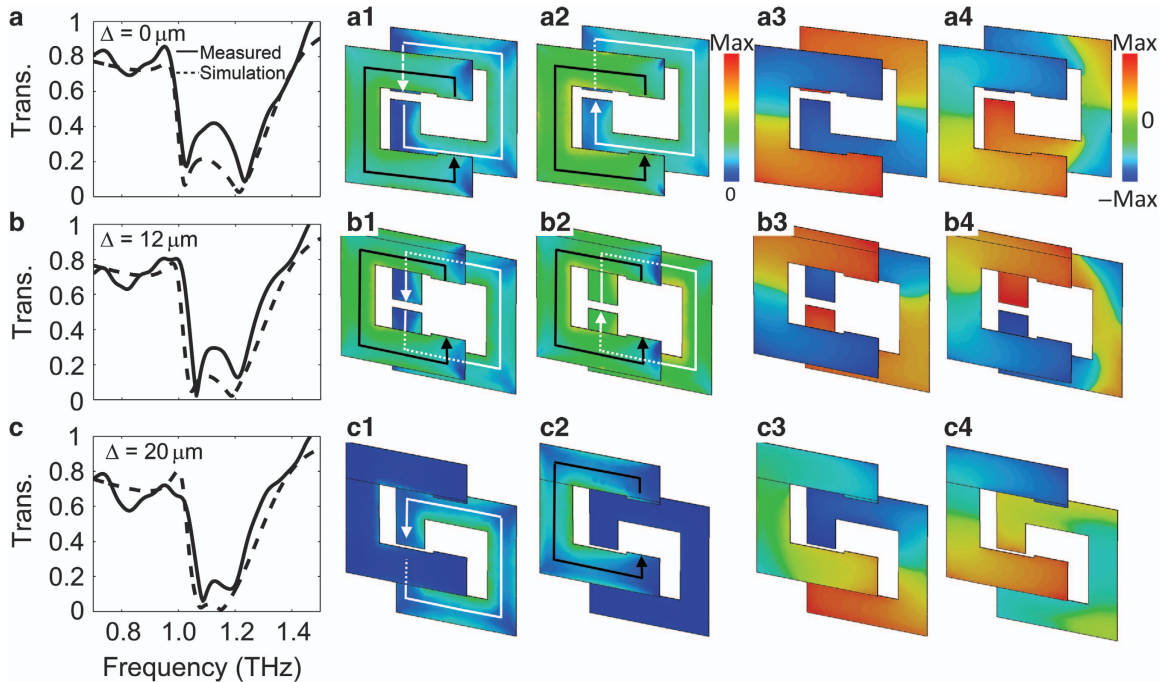 a
Δ = 0 μm
Measured
Simulation
Trans.
1
0.8
0.6
0.4
0.2
0
a1
a2
Max
0
a3
a4
Max
0
−Max
b
Δ = 12 μm
Trans.
1
0.8
0.6
0.4
0.2
0
b1
b2
b3
b4
c
Δ = 20 μm
Trans.
1
0.8
0.6
0.4
0.2
0
0.8 1.0 1.2 1.4
Frequency (THz)
c1
c2
c3
c4